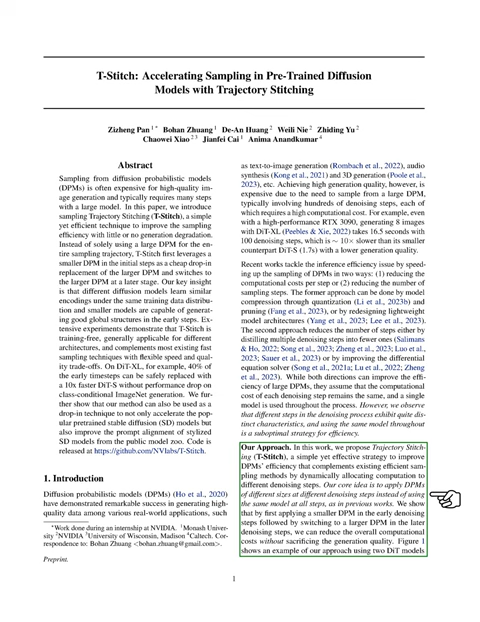 T-Stitch: Accelerating Sampling in Pre-Trained Diffusion
Models with Trajectory Stitching
Zizheng Pan 1 * Bohan Zhuang 1 De-An Huang 2 Weili Nie 2 Zhiding Yu 2
Chaowei Xiao 2 3 Jianfei Cai 1 Anima Anandkumar 4
Abstract
Sampling from diffusion probabilistic models
(DPMs) is often expensive for high-quality im-
age generation and typically requires many steps
with a large model. In this paper, we introduce
sampling Trajectory Stitching (T-Stitch), a simple
yet efficient technique to improve the sampling
efficiency with little or no generation degradation.
Instead of solely using a large DPM for the en-
tire sampling trajectory, T-Stitch first leverages a
smaller DPM in the initial steps as a cheap drop-in
replacement of the larger DPM and switches to
the larger DPM at a later stage. Our key insight
is that different diffusion models learn similar
encodings under the same training data distribu-
tion and smaller models are capable of generat-
ing good global structures in the early steps. Ex-
tensive experiments demonstrate that T-Stitch is
training-free, generally applicable for different
architectures, and complements most existing fast
sampling techniques with flexible speed and qual-
ity trade-offs. On DiT-XL, for example, 40% of
the early timesteps can be safely replaced with
a 10x faster DiT-S without performance drop on
class-conditional ImageNet generation. We fur-
ther show that our method can also be used as a
drop-in technique to not only accelerate the pop-
ular pretrained stable diffusion (SD) models but
also improve the prompt alignment of stylized
SD models from the public model zoo. Code is
released at https://github.com/NVlabs/T-Stitch.
1. Introduction
Diffusion probabilistic models (DPMs) (Ho et al., 2020)
have demonstrated remarkable success in generating high-
quality data among various real-world applications, such
*Work done during an internship at NVIDIA. 1Monash Univer-
sity 2NVIDIA 3University of Wisconsin, Madison 4Caltech. Cor-
respondence to: Bohan Zhuang <bohan.zhuang@gmail.com>.
Preprint.
as text-to-image generation (Rombach et al., 2022), audio
synthesis (Kong et al., 2021) and 3D generation (Poole et al.,
2023), etc. Achieving high generation quality, however, is
expensive due to the need to sample from a large DPM,
typically involving hundreds of denoising steps, each of
which requires a high computational cost. For example, even
with a high-performance RTX 3090, generating 8 images
with DiT-XL (Peebles & Xie, 2022) takes 16.5 seconds with
100 denoising steps, which is ∼ 10× slower than its smaller
counterpart DiT-S (1.7s) with a lower generation quality.
Recent works tackle the inference efficiency issue by speed-
ing up the sampling of DPMs in two ways: (1) reducing the
computational costs per step or (2) reducing the number of
sampling steps. The former approach can be done by model
compression through quantization (Li et al., 2023b) and
pruning (Fang et al., 2023), or by redesigning lightweight
model architectures (Yang et al., 2023; Lee et al., 2023).
The second approach reduces the number of steps either by
distilling multiple denoising steps into fewer ones (Salimans
& Ho, 2022; Song et al., 2023; Zheng et al., 2023; Luo et al.,
2023; Sauer et al., 2023) or by improving the differential
equation solver (Song et al., 2021a; Lu et al., 2022; Zheng
et al., 2023). While both directions can improve the effi-
ciency of large DPMs, they assume that the computational
cost of each denoising step remains the same, and a single
model is used throughout the process. However, we observe
that different steps in the denoising process exhibit quite dis-
tinct characteristics, and using the same model throughout
is a suboptimal strategy for efficiency.
Our Approach. In this work, we propose Trajectory Stitch-
ing (T-Stitch), a simple yet effective strategy to improve
DPMs' efficiency that complements existing efficient sam-
pling methods by dynamically allocating computation to
different denoising steps. Our core idea is to apply DPMs
of different sizes at different denoising steps instead of using
the same model at all steps, as in previous works. We show
that by first applying a smaller DPM in the early denoising
steps followed by switching to a larger DPM in the later
denoising steps, we can reduce the overall computational
costs without sacrificing the generation quality. Figure 1
shows an example of our approach using two DiT models
1